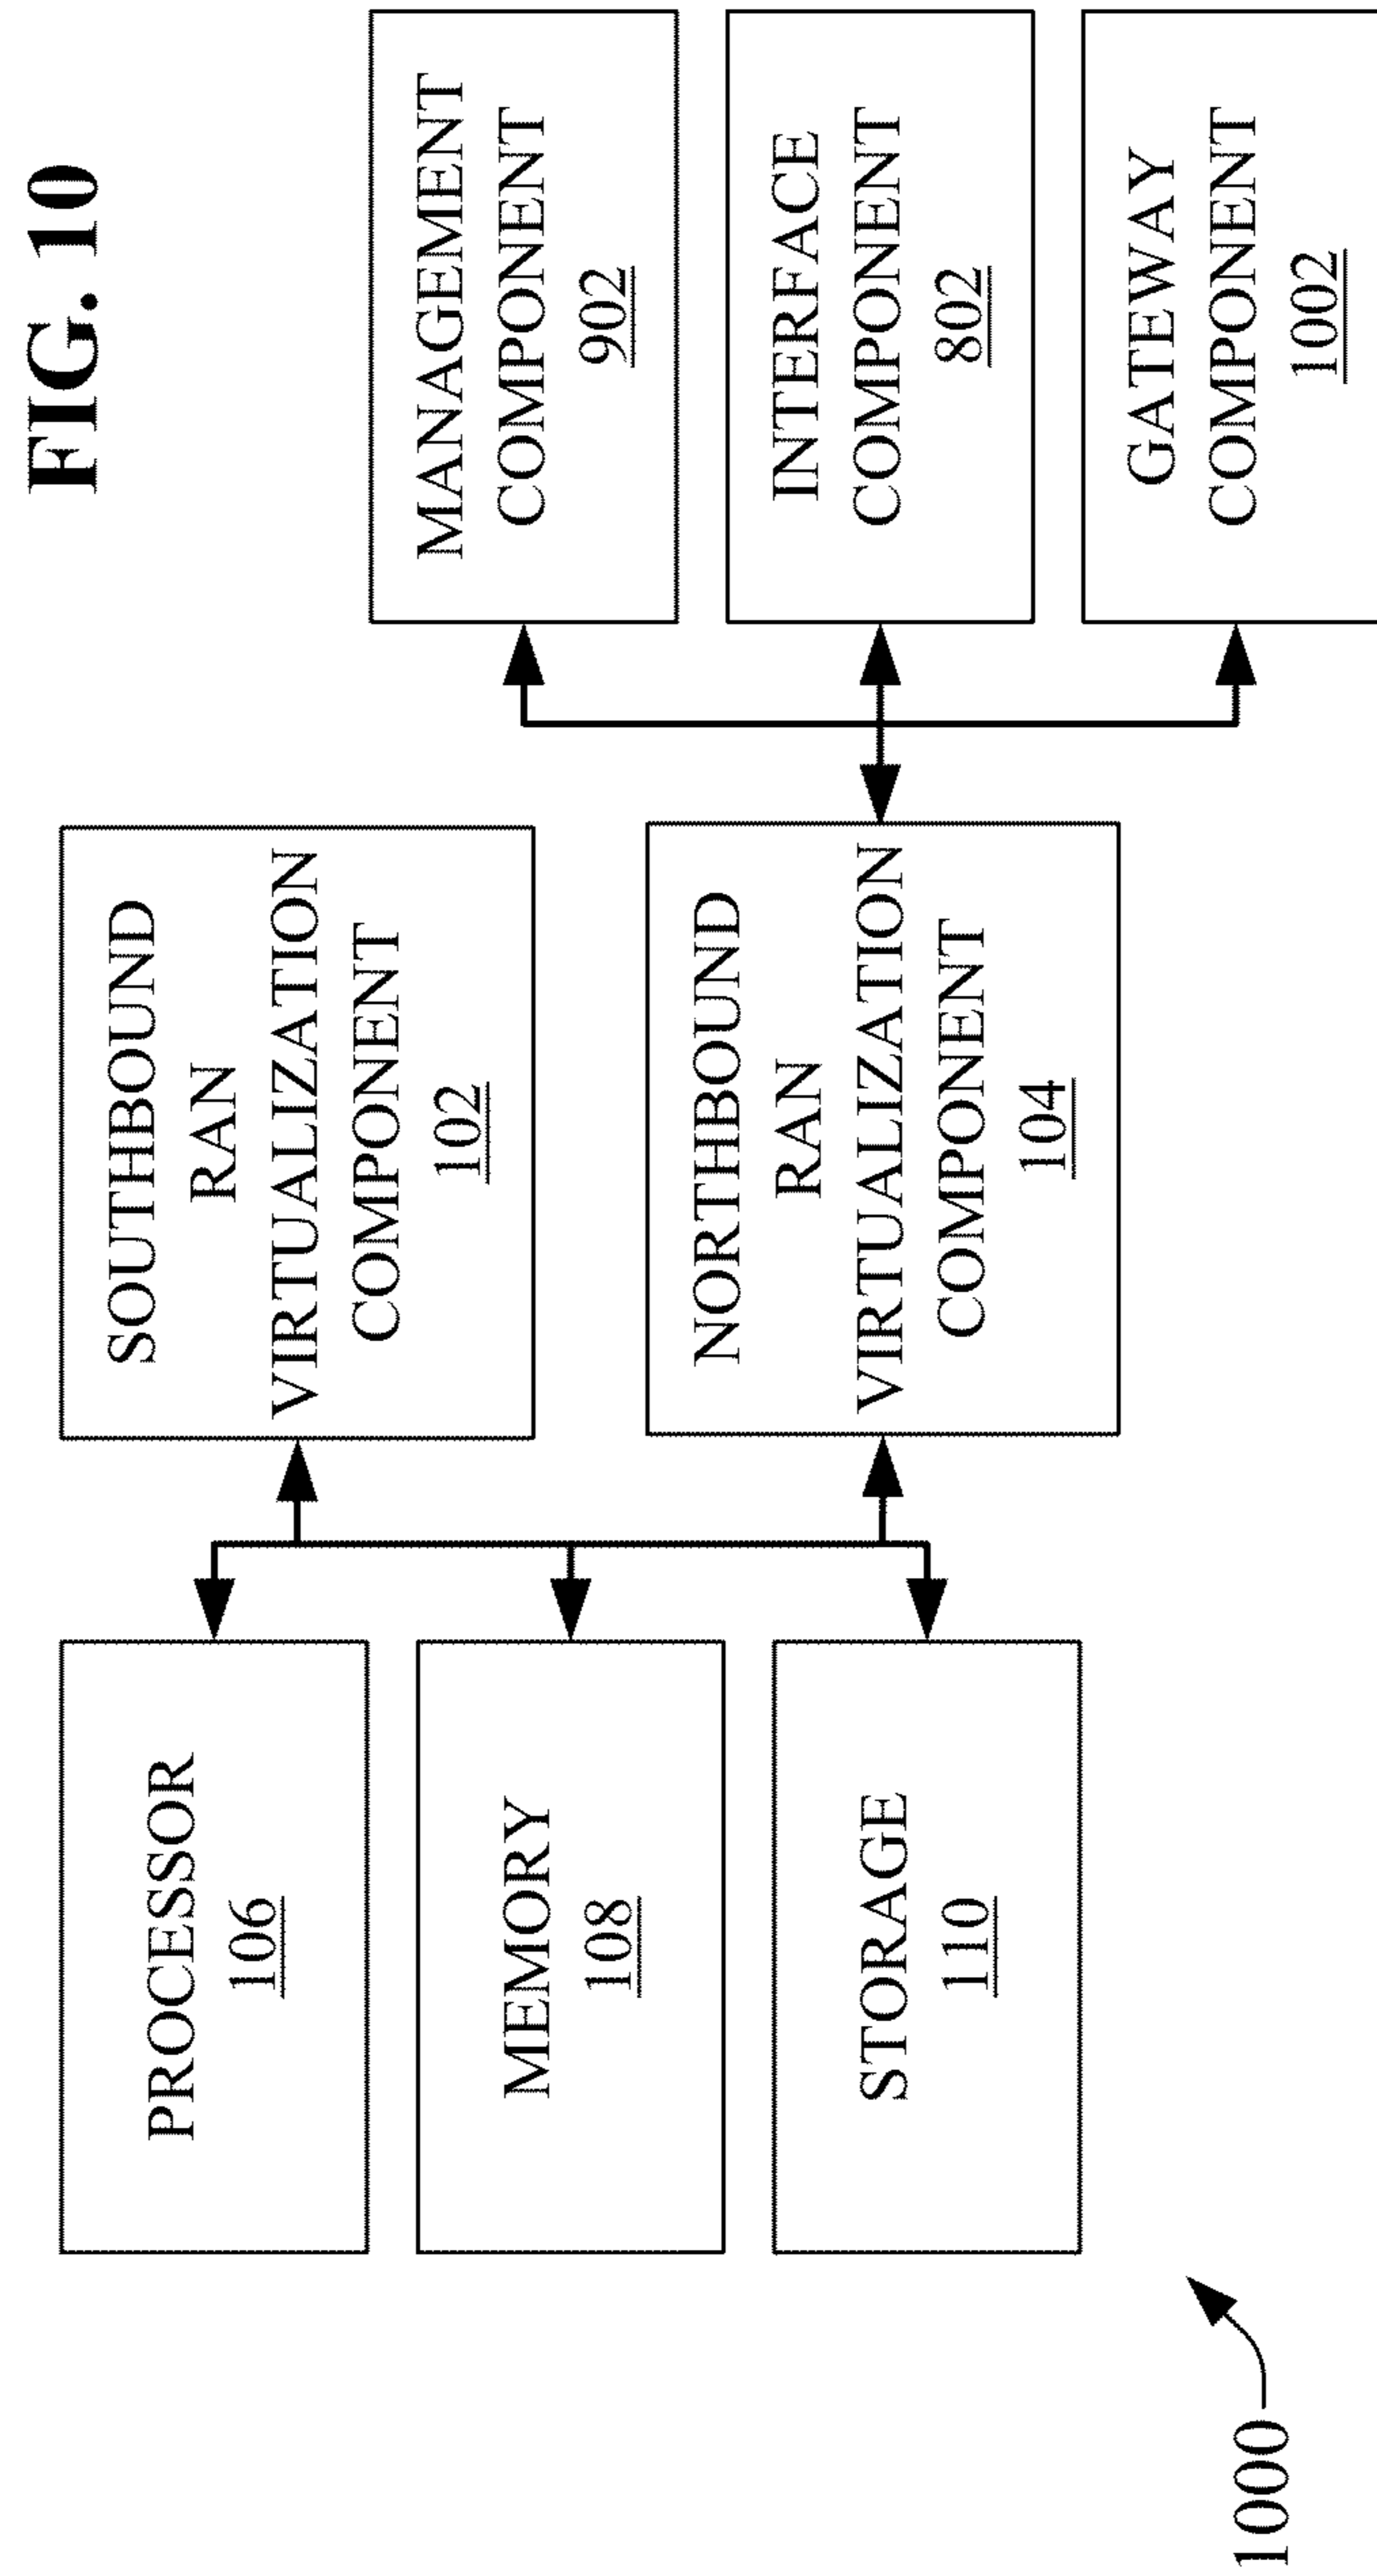 FIG. 10
PROCESSOR
106
MEMORY
108
STORAGE
110
SOUTHBOUND
RAN
VIRTUALIZATION
COMPONENT
102
NORTHBOUND
RAN
VIRTUALIZATION
COMPONENT
104
MANAGEMENT
COMPONENT
902
INTERFACE
COMPONENT
802
GATEWAY
COMPONENT
1002
1000